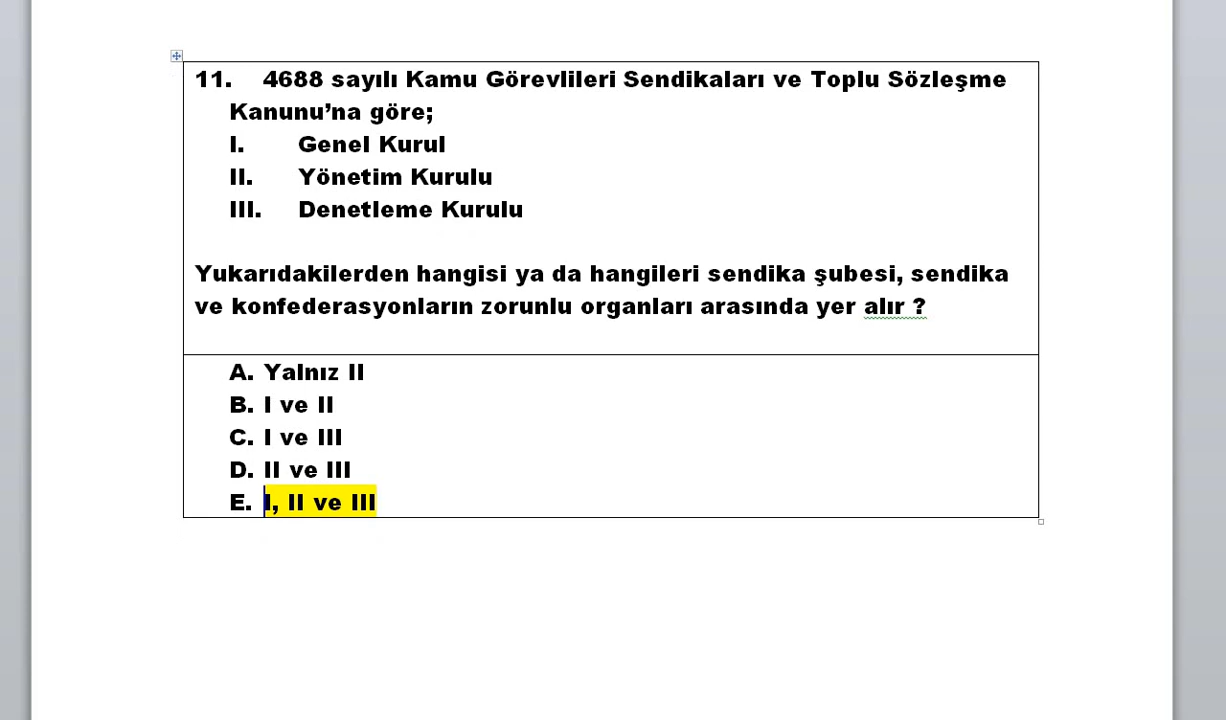 11. 4688 sayılı Kamu Görevlileri Sendikaları ve Toplu Sözleşme
Kanunu’na göre;
I. Genel Kurul
II. Yönetim Kurulu
III. Denetleme Kurulu
Yukarıdakilerden hangisi ya da hangileri sendika şubesi, sendika
ve konfederasyonların zorunlu organları arasında yer alır ?
A. Yalnız II
B. I ve II
C. I ve III
D. II ve III
E. I, II ve III